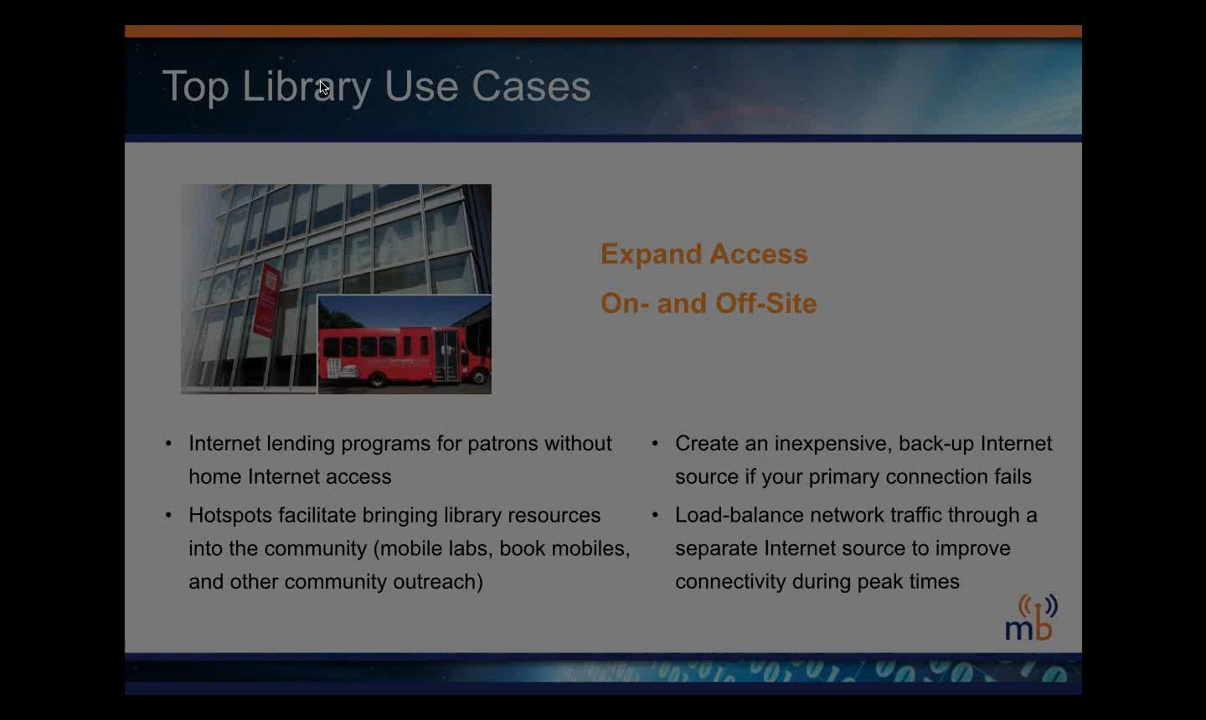 Top Library Use Cases
Expand Access
On- and Off-Site
• Internet lending programs for patrons without
home Internet access
• Hotspots facilitate bringing library resources
into the community (mobile labs, book mobiles,
and other community outreach)
• Create an inexpensive, back-up Internet
source if your primary connection fails
• Load-balance network traffic through a
separate Internet source to improve
connectivity during peak times
mb